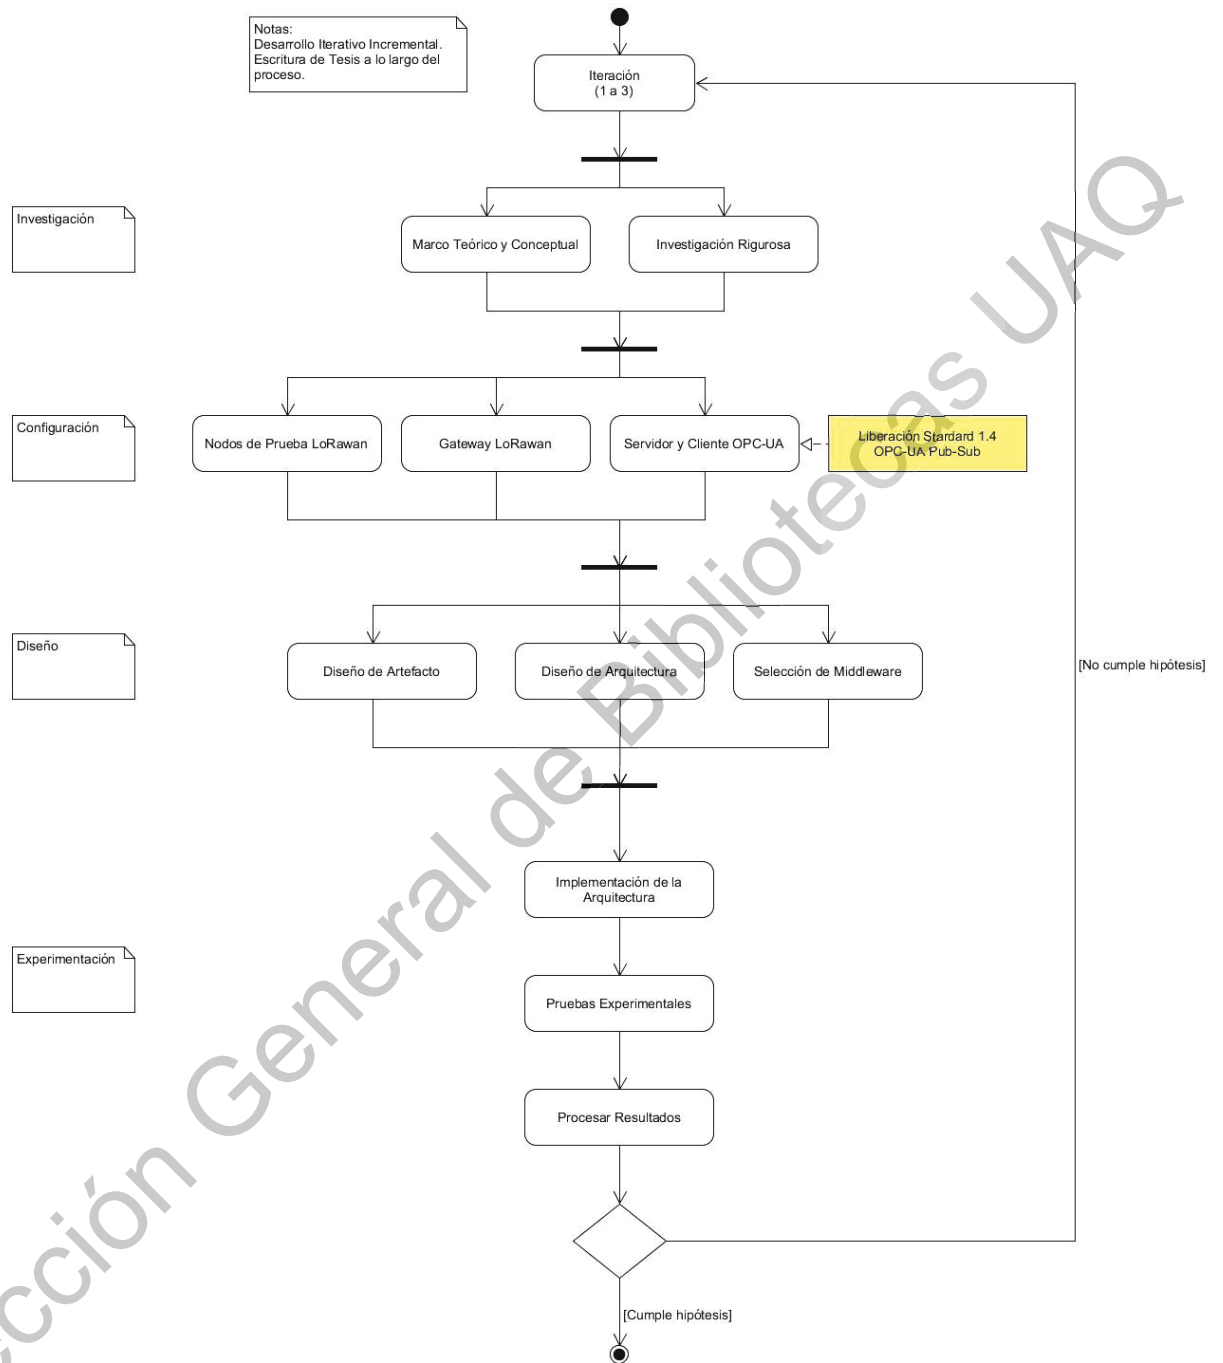 Notas:
Desarrollo Iterativo Incremental.
Escritura de Tesis a lo largo del
proceso.
Iteración
(1 a 3)
Investigación
Marco Teórico y Conceptual
Investigación Rigurosa
Configuración
Nodos de Prueba LoRawan
Gateway LoRawan
Servidor y Cliente OPC-UA
Liberación Stardard 1.4
OPC-UA Pub-Sub
Diseño
Diseño de Artefacto
Diseño de Arquitectura
Selección de Middleware
[No cumple hipótesis]
Implementación de la
Arquitectura
Experimentación
Pruebas Experimentales
Procesar Resultados
[Cumple hipótesis]
ección General de Bibliotecas UAQ